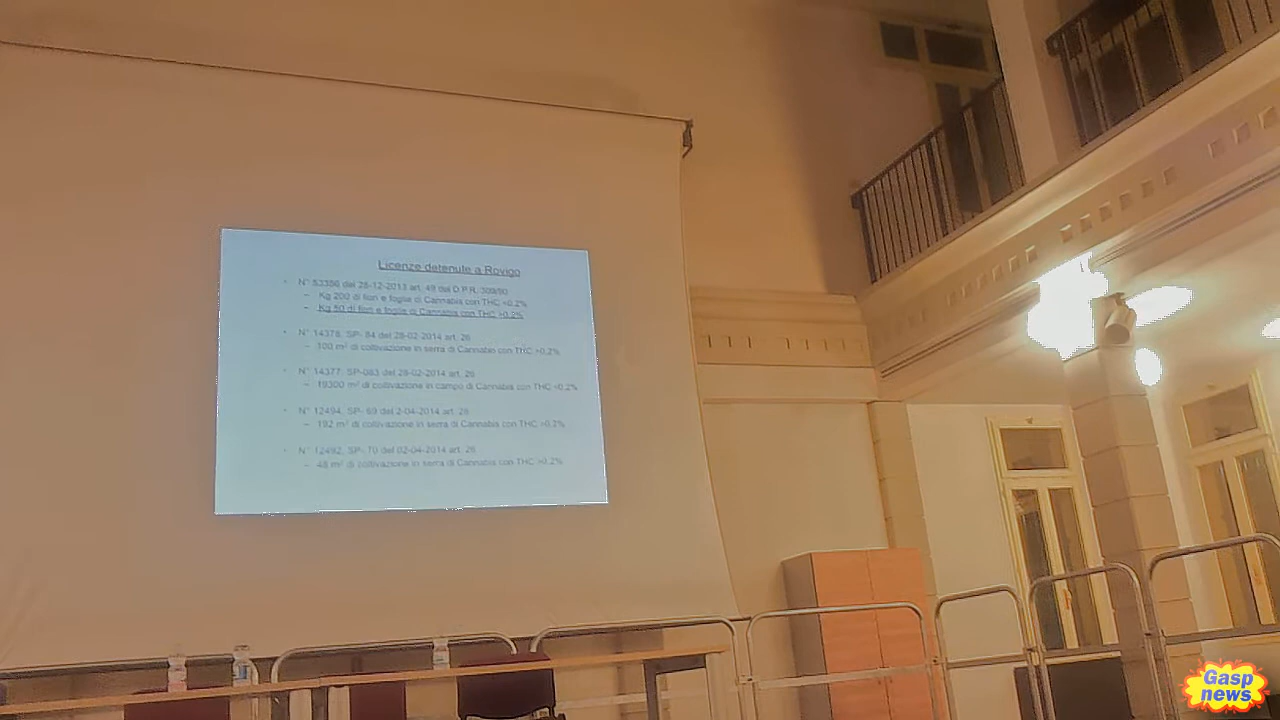 Licenze detenute a Rovigo
N° 53386 del 28-12-2013 art. 49 del D.P.R. 309/90
– Kg 200 di fiori e foglie di Cannabis con THC <0,2%
– Kg 50 di fiori e foglie di Cannabis con THC >0,2%
N° 14378. SP- 84 del 28-02-2014 art. 26
– 100 m² di coltivazione in serra di Cannabis con THC >0,2%
N° 14377. SP-083 del 28-02-2014 art. 26
– 19300 m² di coltivazione in campo di Cannabis con THC <0,2%
N° 12494. SP- 69 del 2-04-2014 art. 26
– 192 m² di coltivazione in serra di Cannabis con THC >0,2%
N° 12492. SP- 70 del 02-04-2014 art. 26
– 48 m² di coltivazione in serra di Cannabis con THC >0,2%
Gasp
news